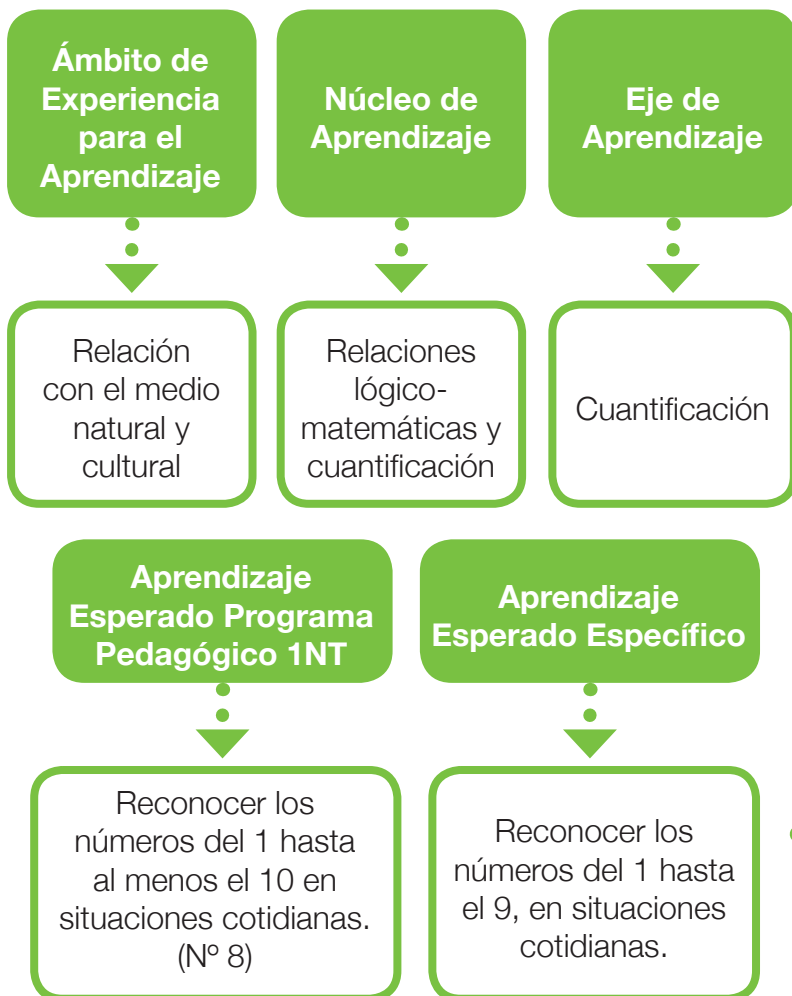 Ámbito de
Experiencia
para el
Aprendizaje
Núcleo de
Aprendizaje
Eje de
Aprendizaje
Relación
con el medio
natural y
cultural
Relaciones
lógico-
matemáticas y
cuantificación
Cuantificación
Aprendizaje
Esperado Programa
Pedagógico 1NT
Aprendizaje
Esperado Específico
Reconocer los
números del 1 hasta
al menos el 10 en
situaciones cotidianas.
(Nº 8)
Reconocer los
números del 1 hasta
el 9, en situaciones
cotidianas.